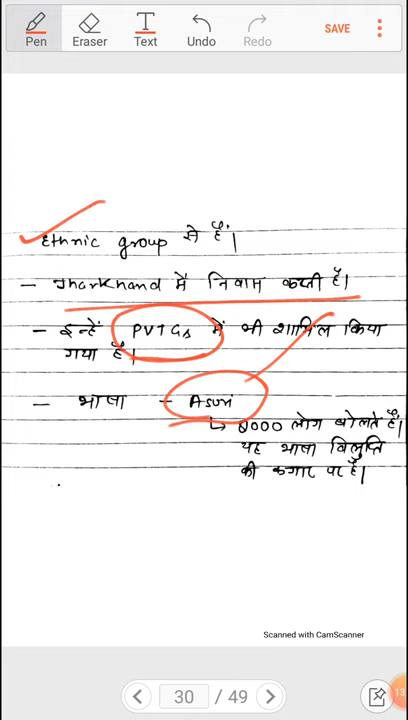 Pen
Eraser
Text
Undo
Redo
SAVE
Ethnic group से हैं|
- Jharkhand में निवास करती हैं|
- इन्हें PVTGs में भी शामिल किया
गया हैं|
- भाषा - Asuri
↳ 8000 लोग बोलते हैं|
यह भाषा विलुप्ति
की कगार पर हैं|
Scanned with CamScanner
30 / 49
13